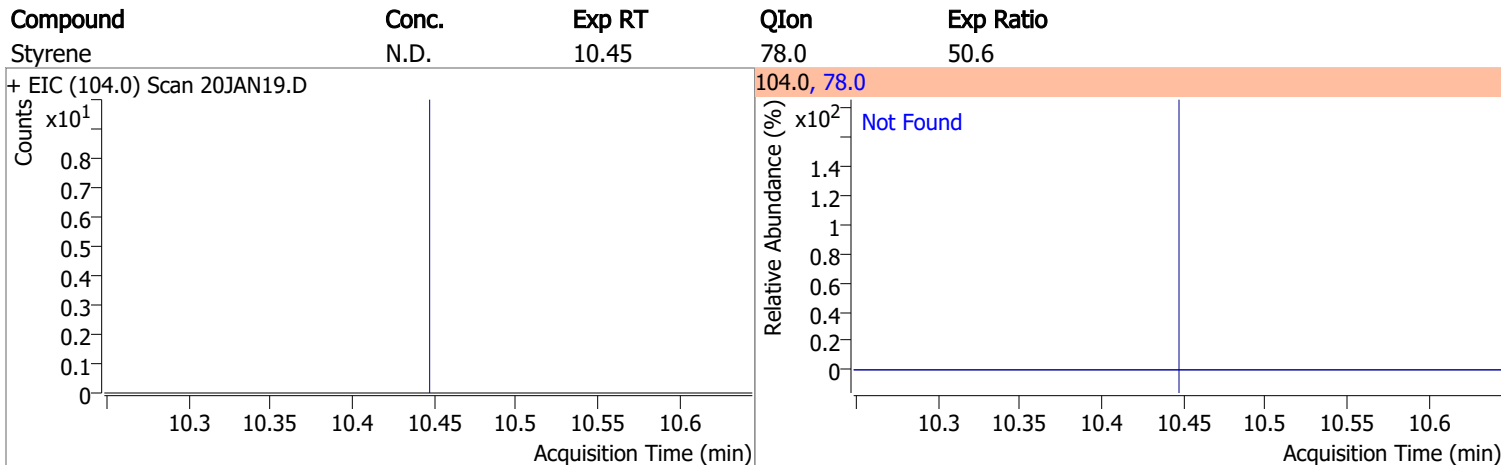 Compound Conc. Exp RT QIon Exp Ratio
Styrene N.D. 10.45 78.0 50.6
+ EIC (104.0) Scan 20JAN19.D
Counts
x10¹
0.8
0.7
0.6
0.5
0.4
0.3
0.2
0.1
0
10.3 10.35 10.4 10.45 10.5 10.55 10.6
Acquisition Time (min)
104.0, 78.0
Relative Abundance (%)
x10²
Not Found
1.4
1.2
1
0.8
0.6
0.4
0.2
0
10.3 10.35 10.4 10.45 10.5 10.55 10.6
Acquisition Time (min)